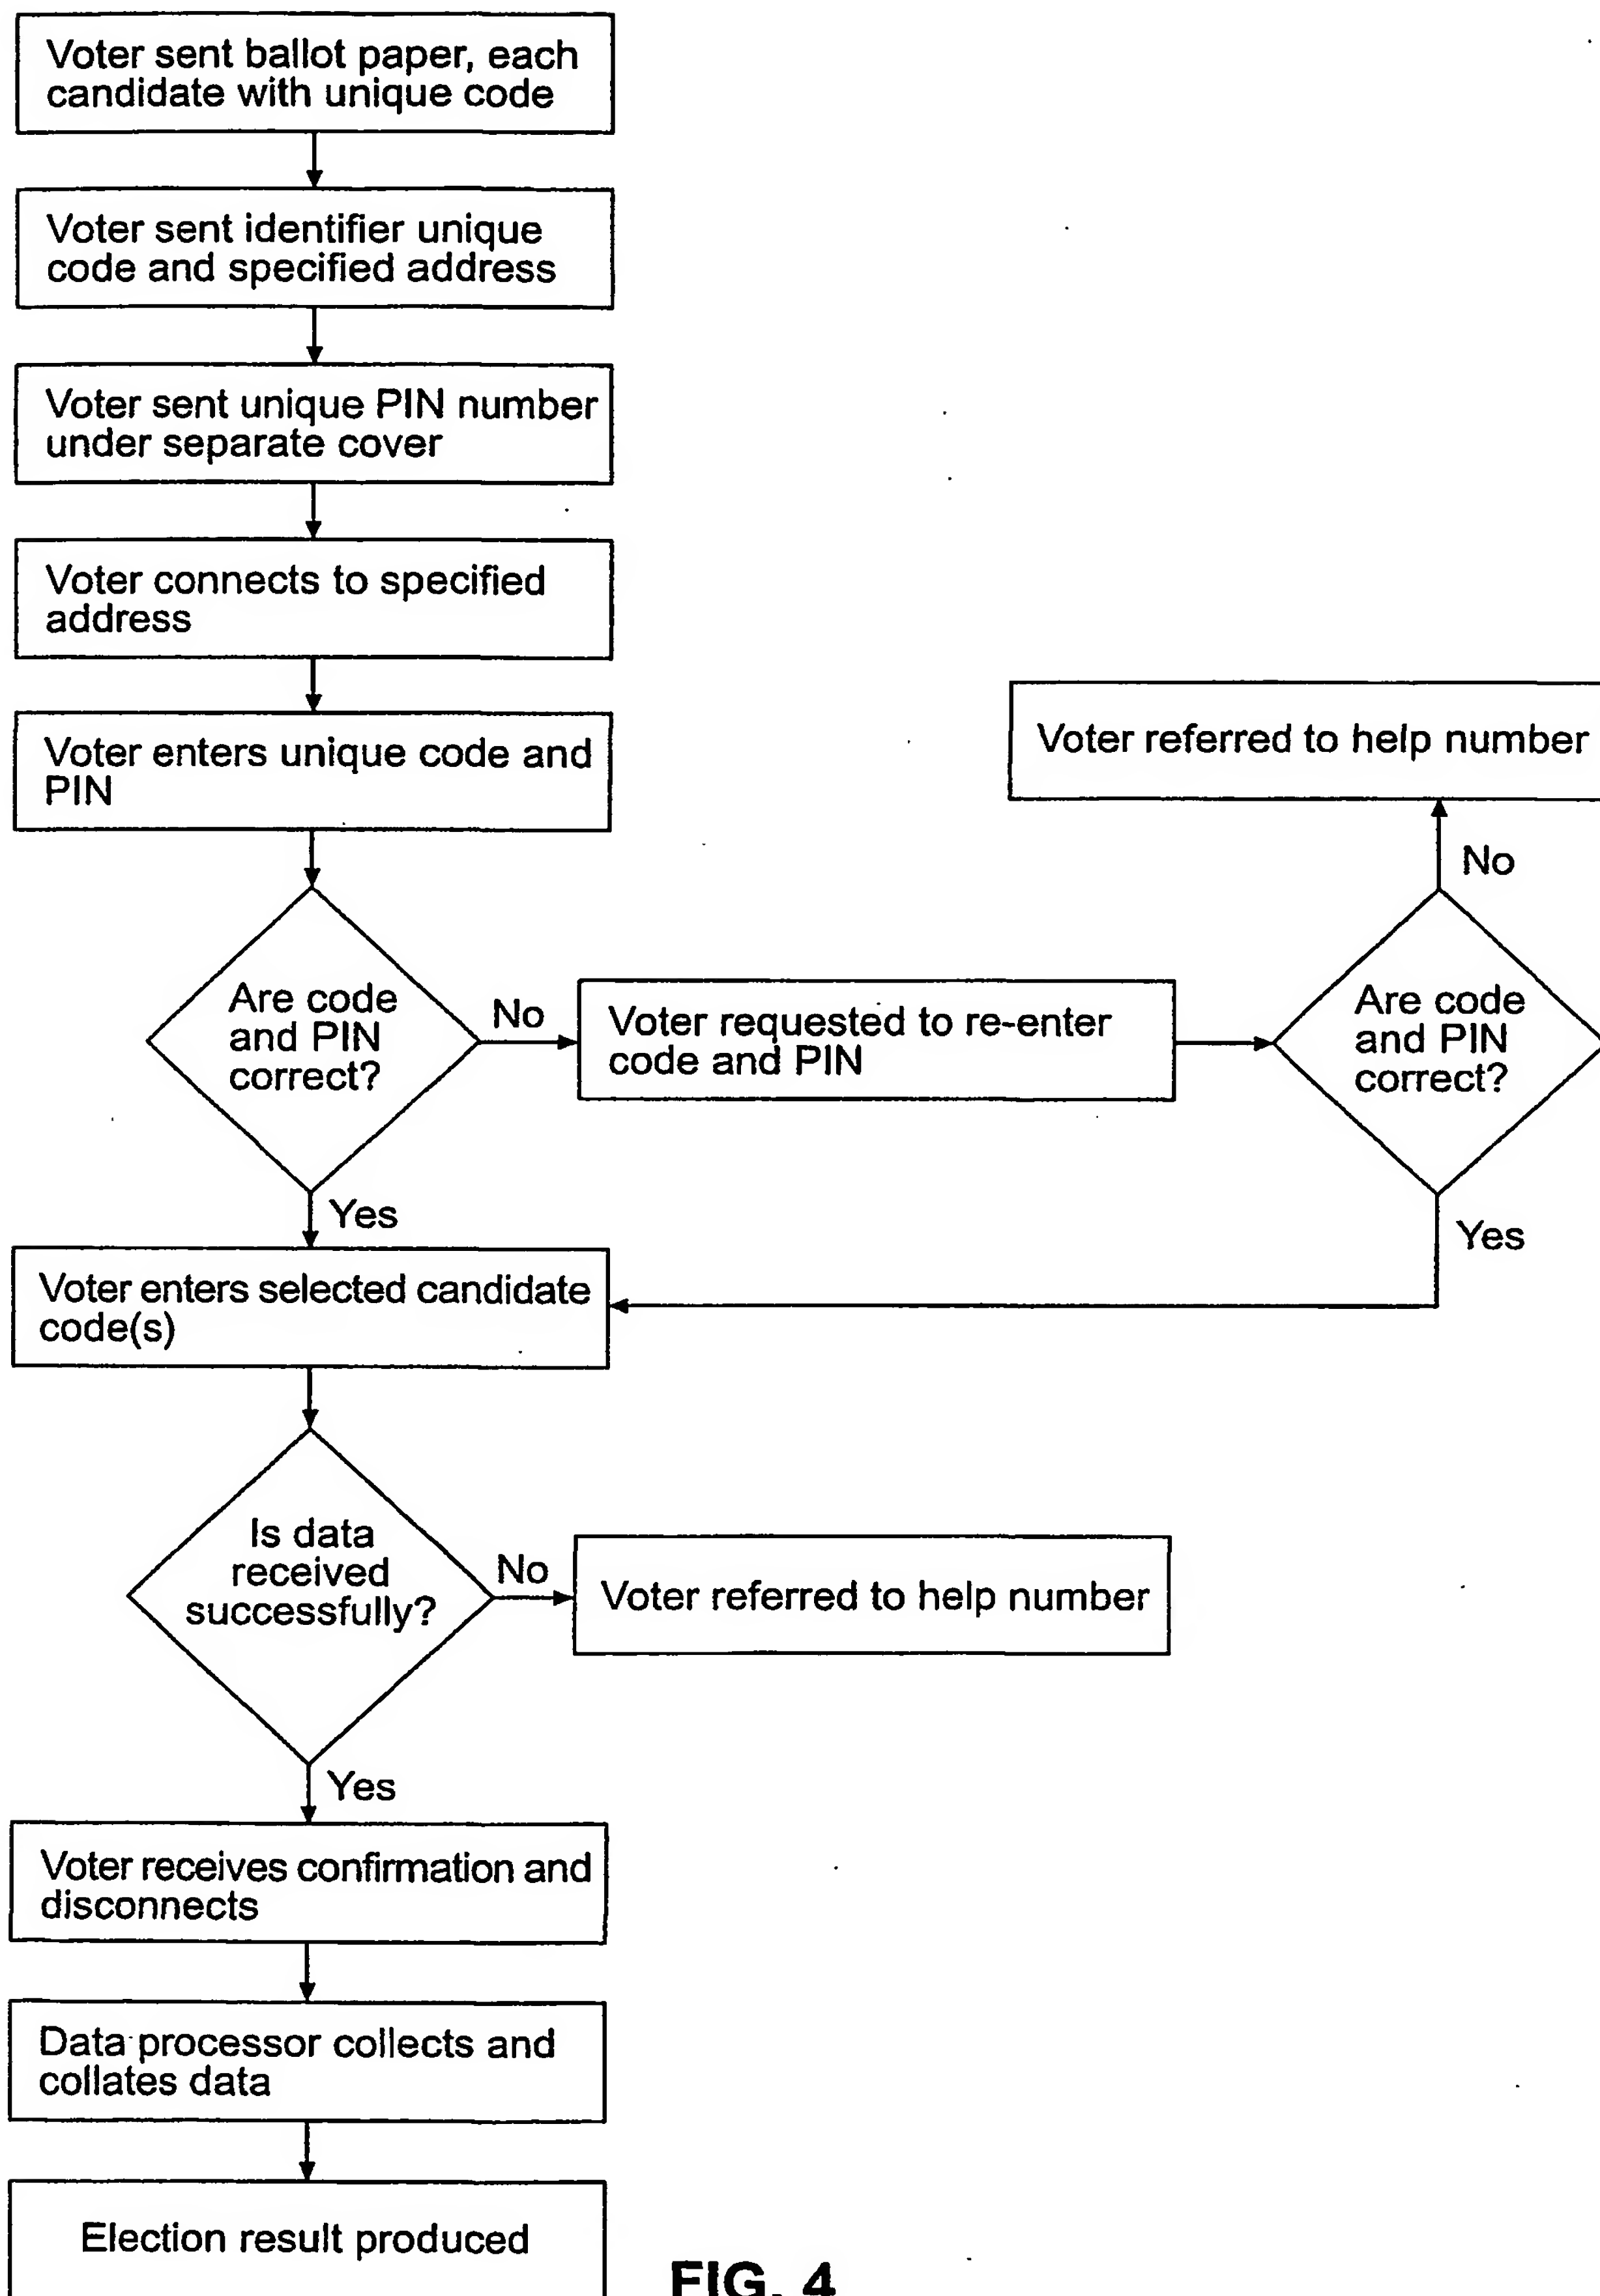 Voter sent ballot paper, each
candidate with unique code
Voter sent identifier unique
code and specified address
Voter sent unique PIN number
under separate cover
Voter connects to specified
address
Voter enters unique code and
PIN
Voter referred to help number
No
Are code
and PIN
correct?
No
Voter requested to re-enter
code and PIN
Are code
and PIN
correct?
Yes
Yes
Voter enters selected candidate
code(s)
Is data
received
successfully?
No
Voter referred to help number
Yes
Voter receives confirmation and
disconnects
Data processor collects and
collates data
Election result produced
FIG. 4